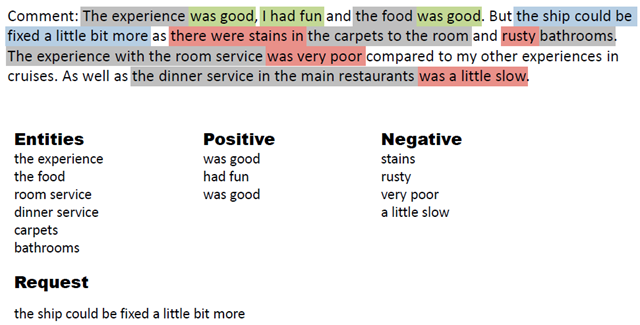 Comment: The experience was good, I had fun and the food was good. But the ship could be
fixed a little bit more as there were stains in the carpets to the room and rusty bathrooms.
The experience with the room service was very poor compared to my other experiences in
cruises. As well as the dinner service in the main restaurants was a little slow.
Entities
the experience
the food
room service
dinner service
carpets
bathrooms
Positive
was good
had fun
was good
Negative
stains
rusty
very poor
a little slow
Request
the ship could be fixed a little bit more